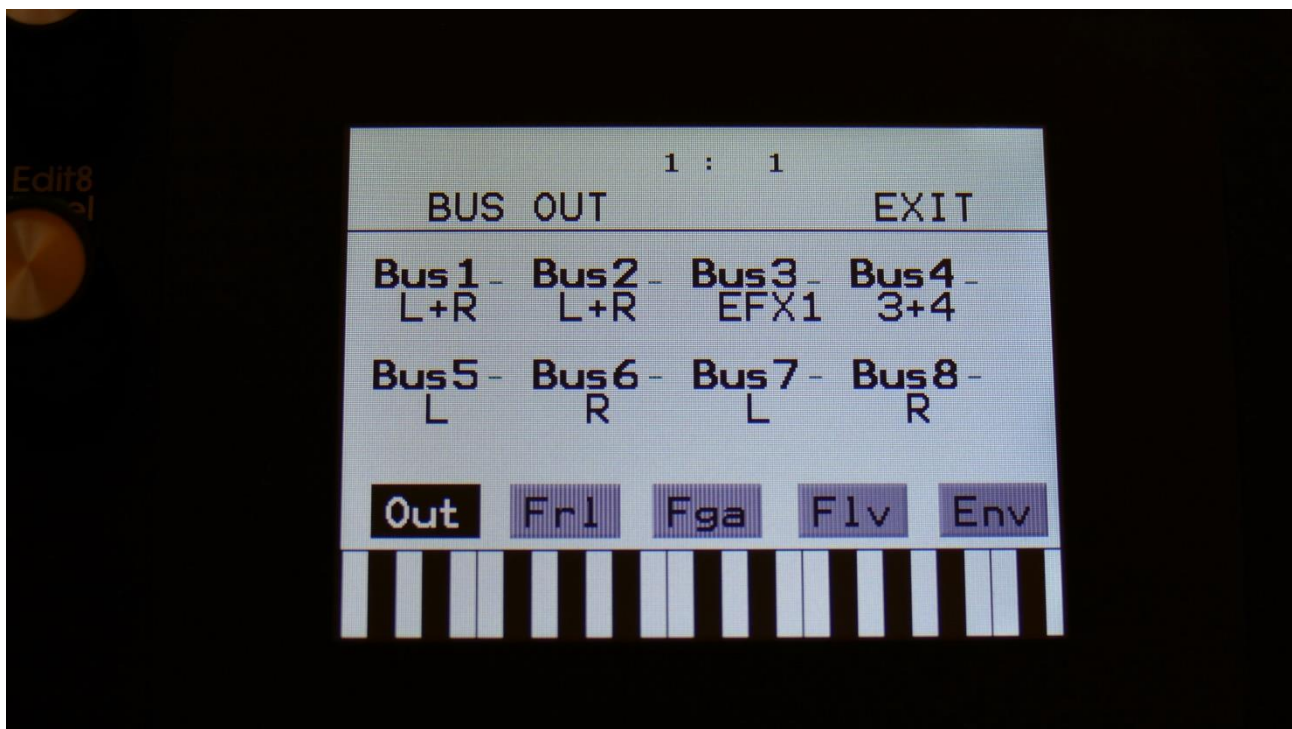 1 : 1
Edit8
BUS OUT EXIT
Bus1- Bus2- Bus3- Bus4-
L+R L+R EFX1 3+4
Bus5- Bus6- Bus7- Bus8-
L R L R
Out Frl Fga Flv Env